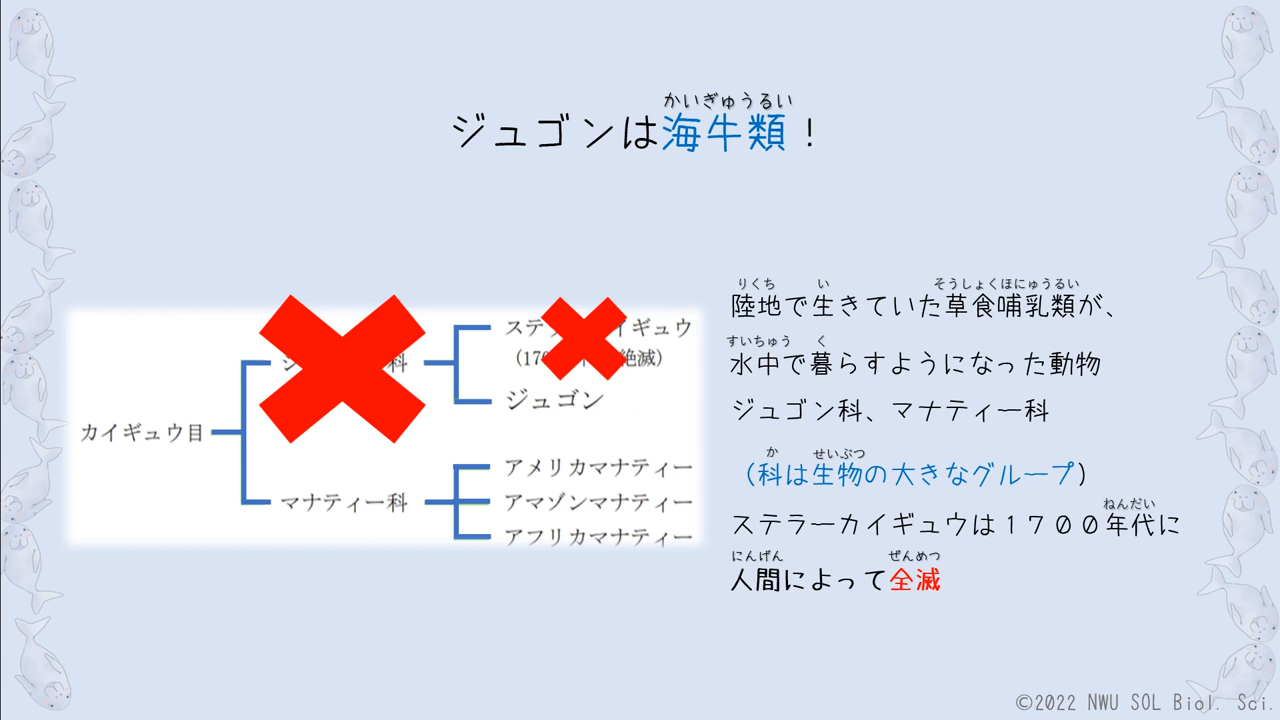 かいぎゅうるい
ジュゴンは海牛類！
ステラ イギュウ
(170 絶滅)
科
ジュゴン
カイギュウ目
アメリカマナティー
マナティー科
アマゾンマナティー
アフリカマナティー
りくち い そうしょくほにゅうるい
陸地で生きていた草食哺乳類が、
すいちゅう く
水中で暮らすようになった動物
ジュゴン科、マナティー科
か せいぶつ
（科は生物の大きなグループ）
ねんだい
ステラーカイギュウは１７００年代に
にんげん ぜんめつ
人間によって全滅
©2022 NWU SOL Biol. Sci.